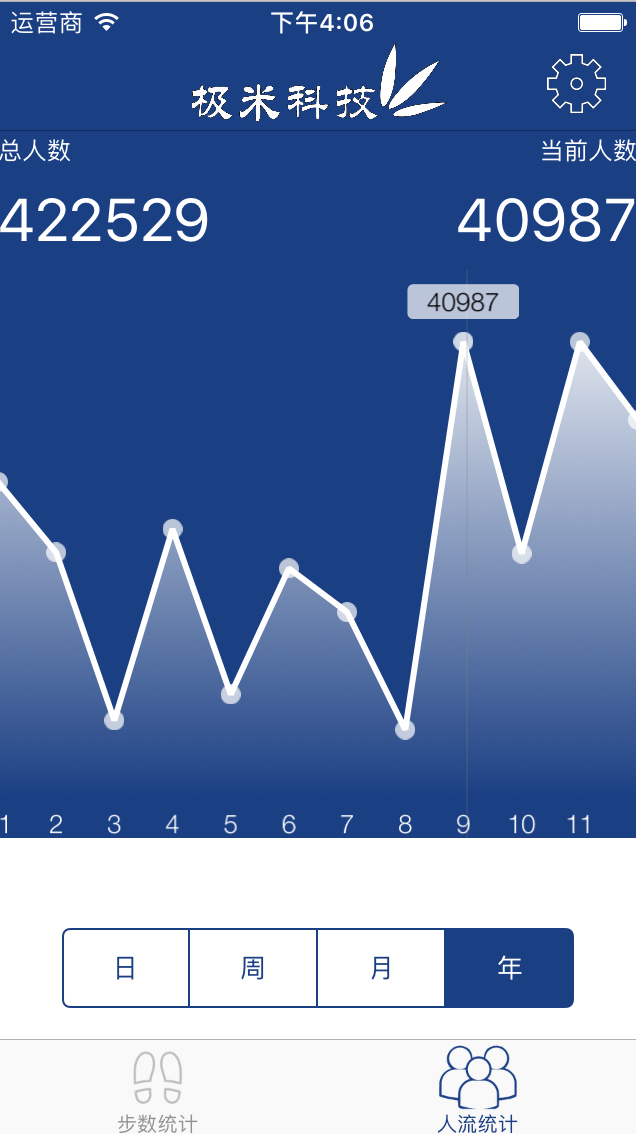 运营商 下午4:06
极米科技
总人数 当前人数
422529 40987
40987
1 2 3 4 5 6 7 8 9 10 11
日 周 月 年
步数统计 人流统计